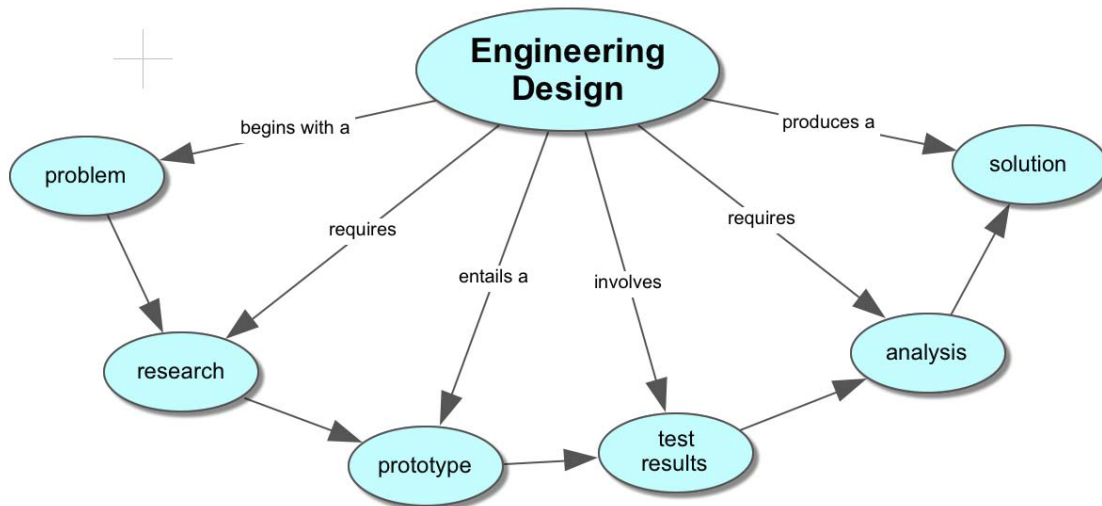 Engineering
Design
begins with a
produces a
problem
solution
requires
requires
entails a
involves
research
analysis
prototype
test
results